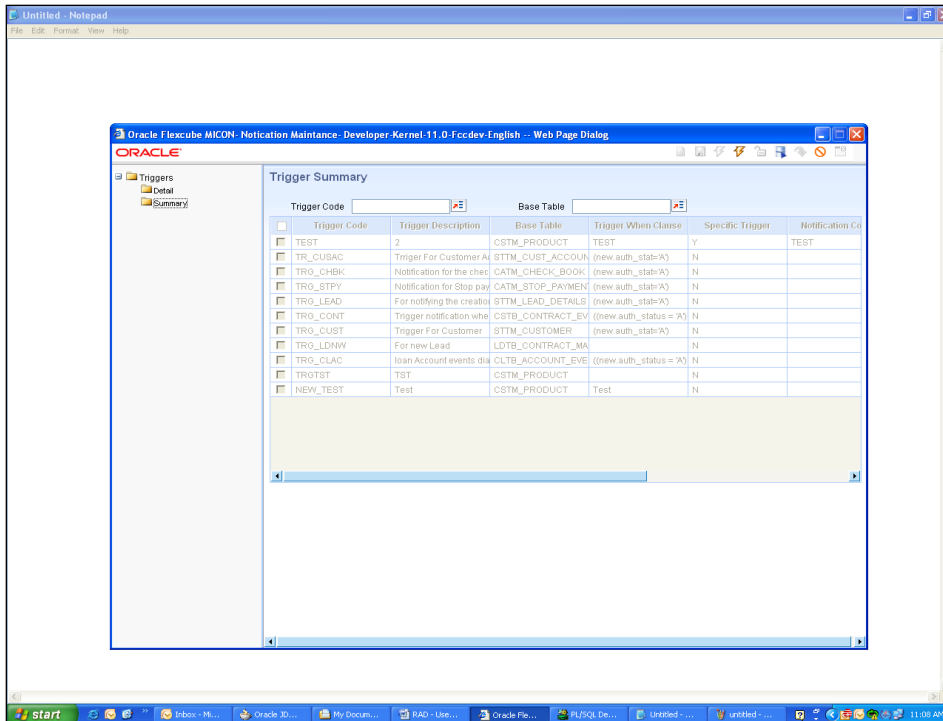 Untitled - Notepad
File Edit Format View Help
Oracle Flexcube MICON- Notication Maintance- Developer-Kernel-11.0-Fccdev-English -- Web Page Dialog
ORACLE
Triggers
Detail
Summary
Trigger Summary
Trigger Code Base Table
Trigger Code Trigger Description Base Table Trigger When Clause Specific Trigger Notification Co
TEST 2 CSTM_PRODUCT TEST Y TEST
TR_CUSAC Trriger For Customer Ac STTM_CUST_ACCOUN (new.auth_stat='A') N
TRG_CHBK Notification for the chec CATM_CHECK_BOOK (new.auth_stat='A') N
TRG_STPY Notification for Stop pay CATM_STOP_PAYMENT (new.auth_stat='A') N
TRG_LEAD For notifying the creation STTM_LEAD_DETAILS (new.auth_stat='A') N
TRG_CONT Trigger notification whe CSTB_CONTRACT_EV ((new.auth_status = 'A') N
TRG_CUST Trigger For Customer STTM_CUSTOMER (new.auth_stat='A') N
TRG_LDNW For new Lead LDTB_CONTRACT_MA N
TRG_CLAC loan Account events dia CLTB_ACCOUNT_EVE ((new.auth_status = 'A') N
TRGTST TST CSTM_PRODUCT N
NEW_TEST Test CSTM_PRODUCT Test N
start Inbox - Mi... Oracle JD... My Docum... RAD - Use... Oracle Fle... PL/SQL De... Untitled - ... untitled - ... 11:08 AM